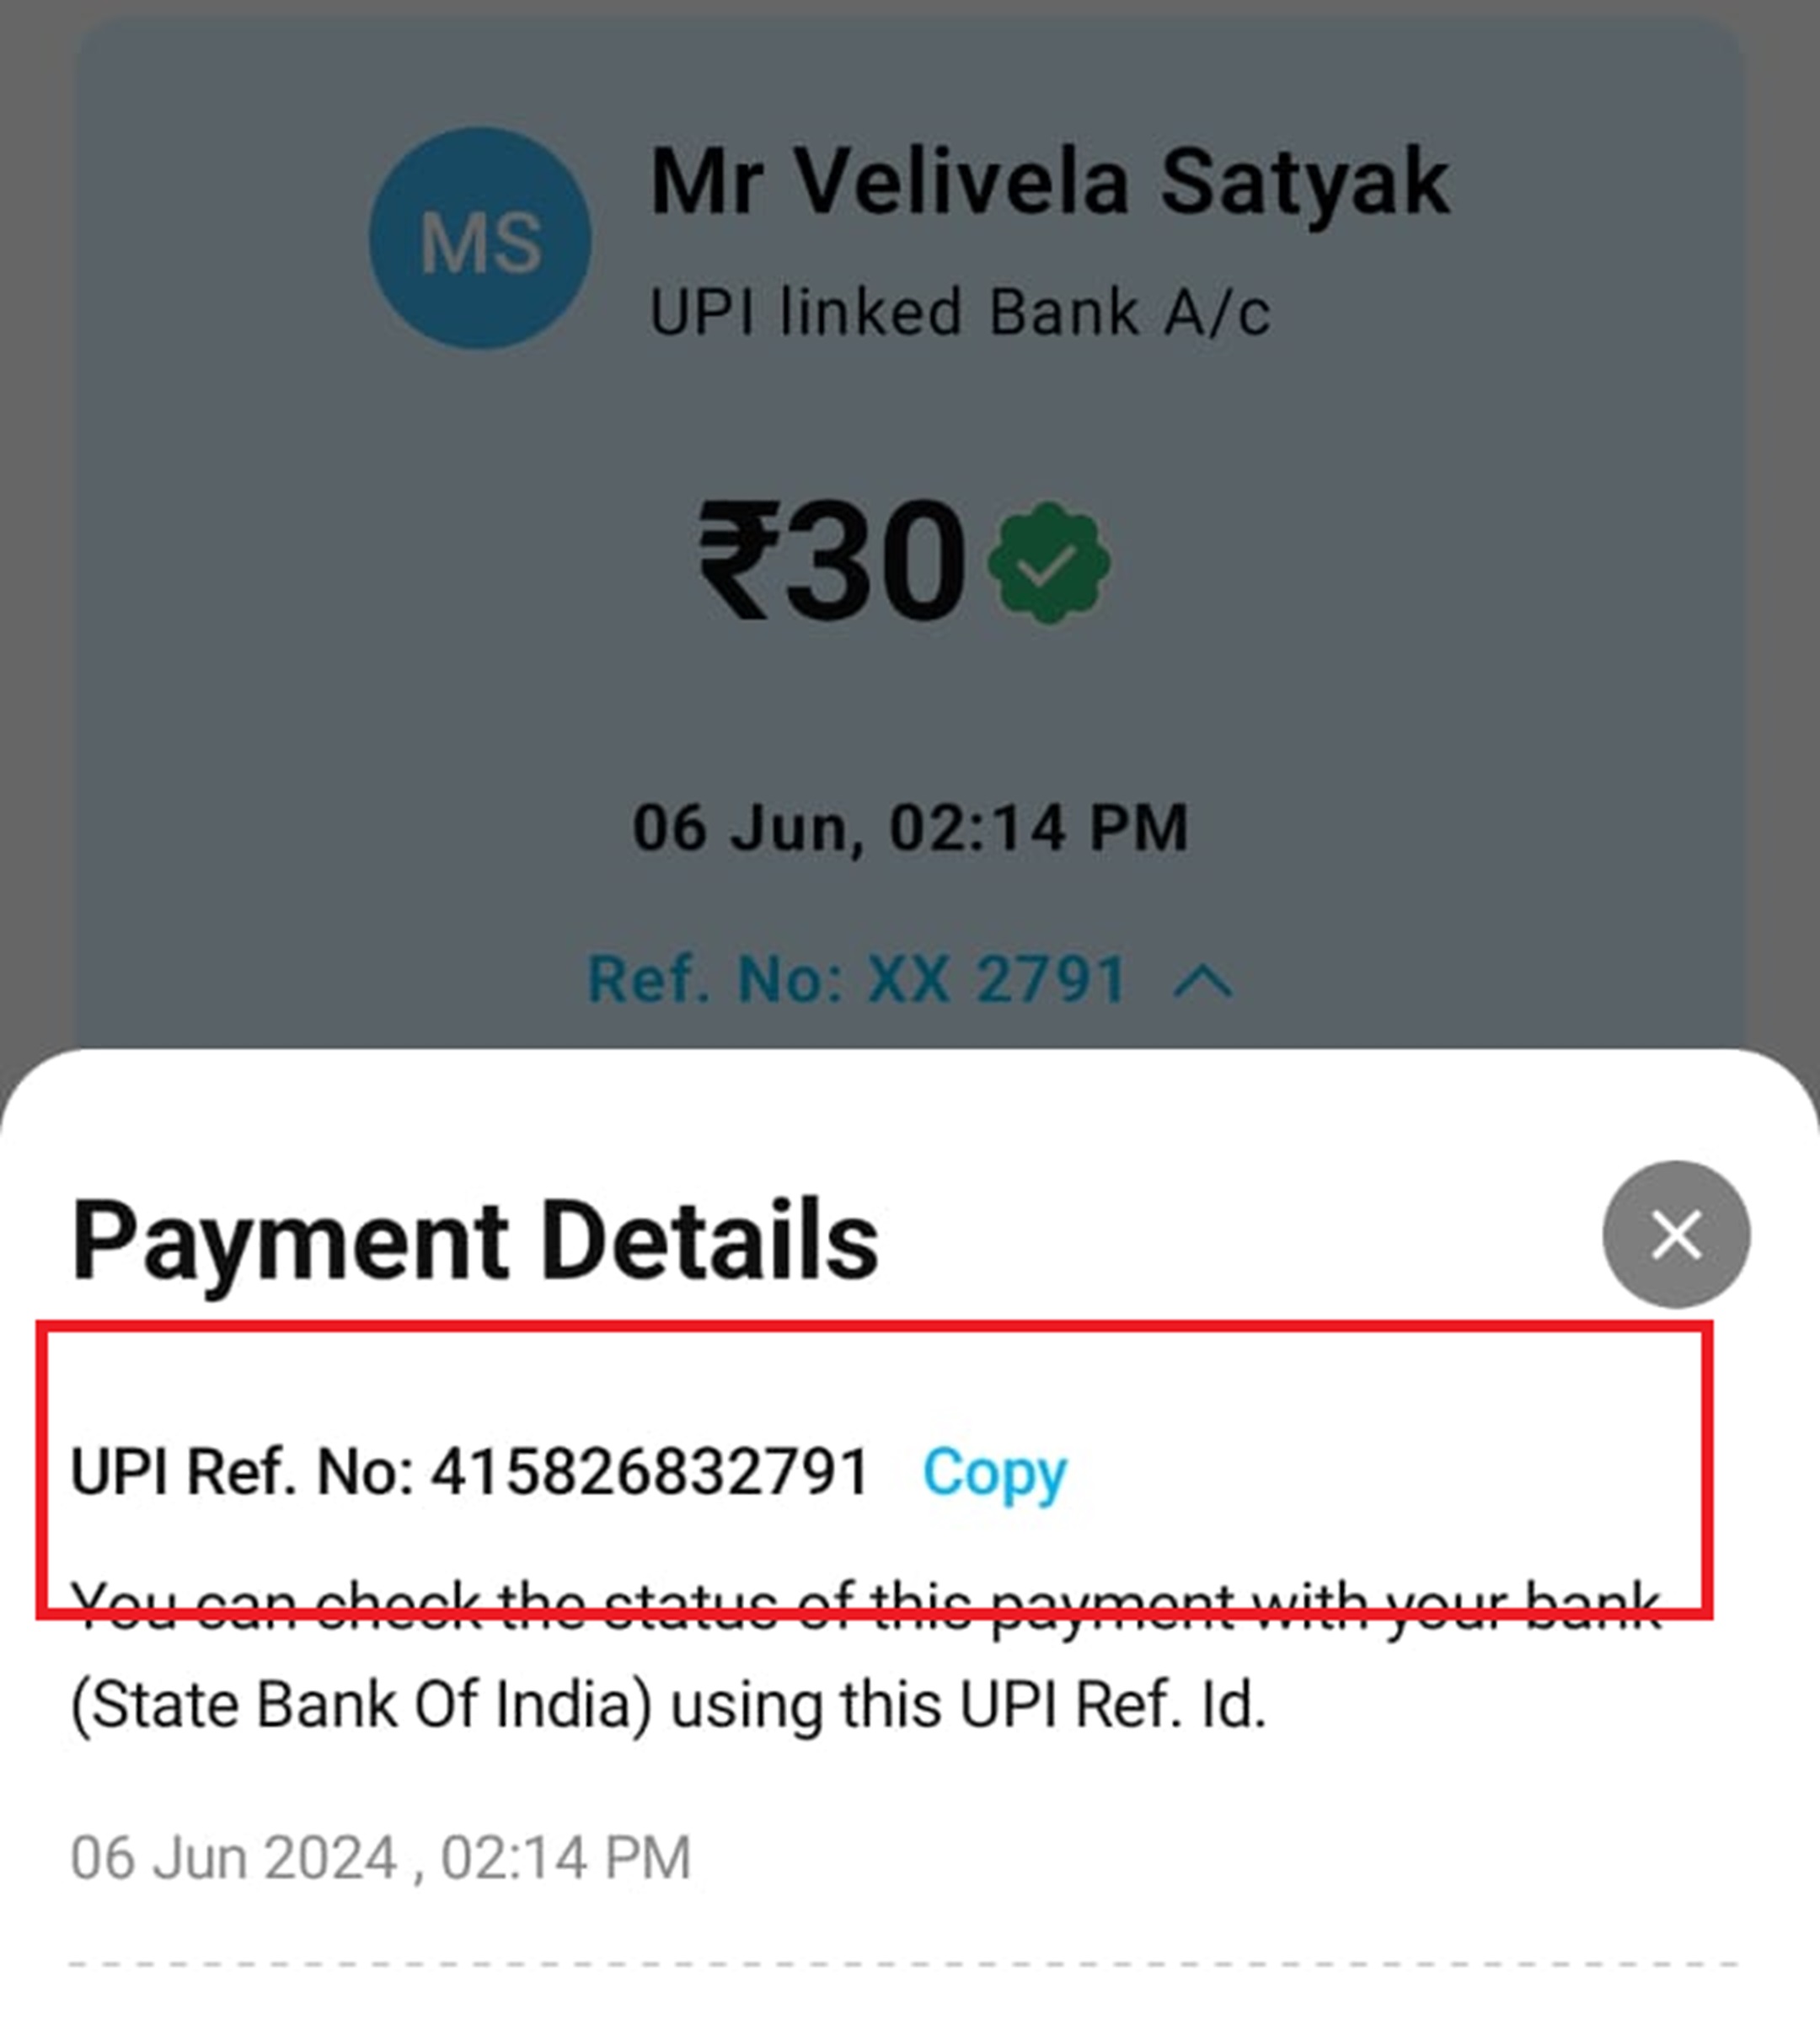 MS
Mr Velivela Satyak
UPI linked Bank A/c
₹30
06 Jun, 02:14 PM
Ref. No: XX 2791
Payment Details
UPI Ref. No: 415826832791 Copy
You can check the status of this payment with your bank
(State Bank Of India) using this UPI Ref. Id.
06 Jun 2024 , 02:14 PM